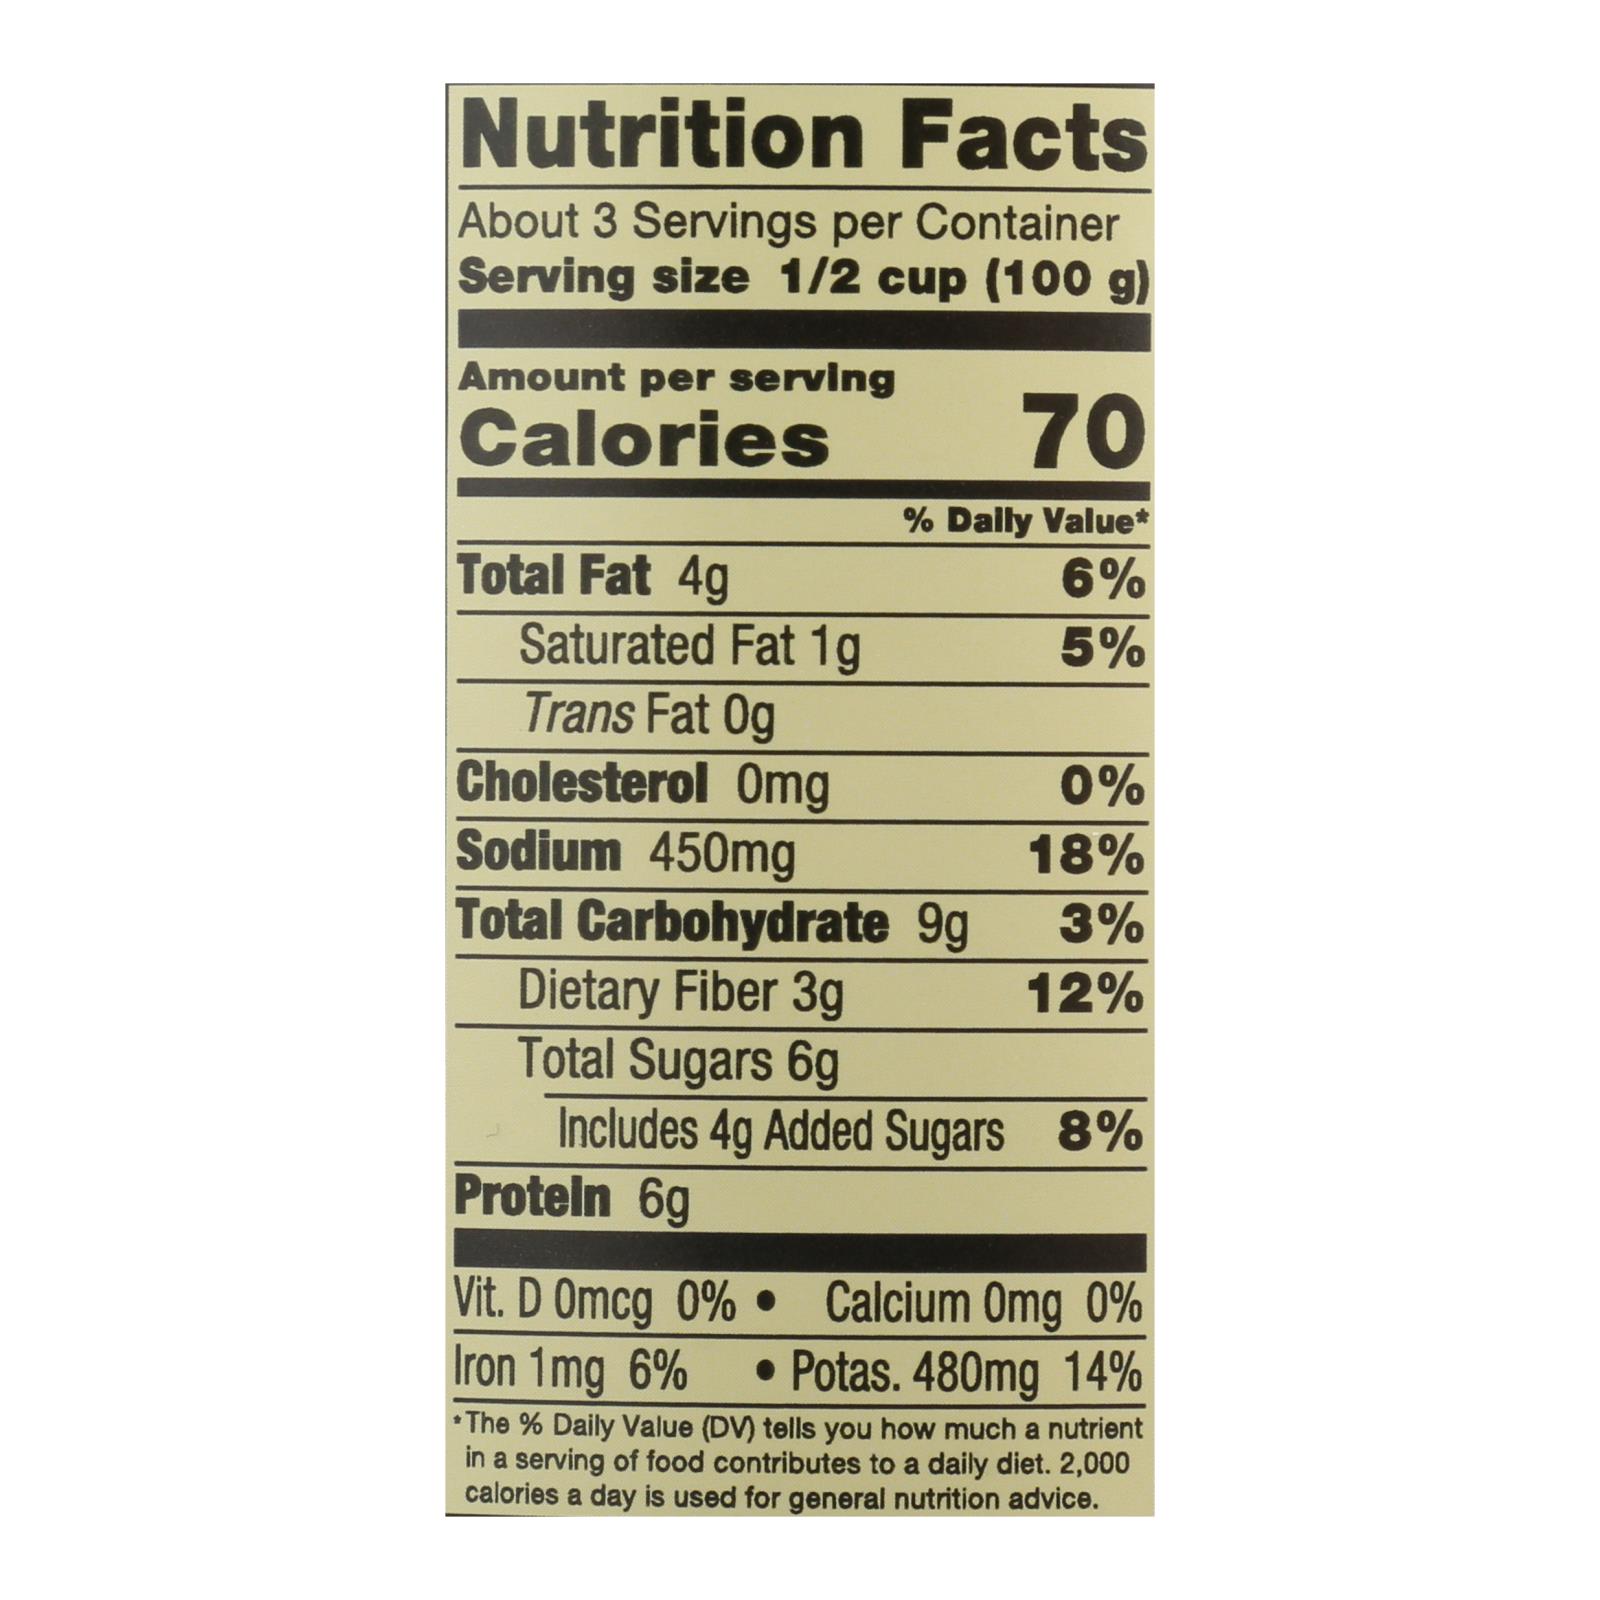 Nutrition Facts
About 3 Servings per Container
Serving size 1/2 cup (100 g)
Amount per serving
Calories 70
% Daily Value*
Total Fat 4g 6%
Saturated Fat 1g 5%
Trans Fat 0g
Cholesterol 0mg 0%
Sodium 450mg 18%
Total Carbohydrate 9g 3%
Dietary Fiber 3g 12%
Total Sugars 6g
Includes 4g Added Sugars 8%
Protein 6g
Vit. D 0mcg 0% • Calcium 0mg 0%
Iron 1mg 6% • Potas. 480mg 14%
*The % Daily Value (DV) tells you how much a nutrient
in a serving of food contributes to a daily diet. 2,000
calories a day is used for general nutrition advice.